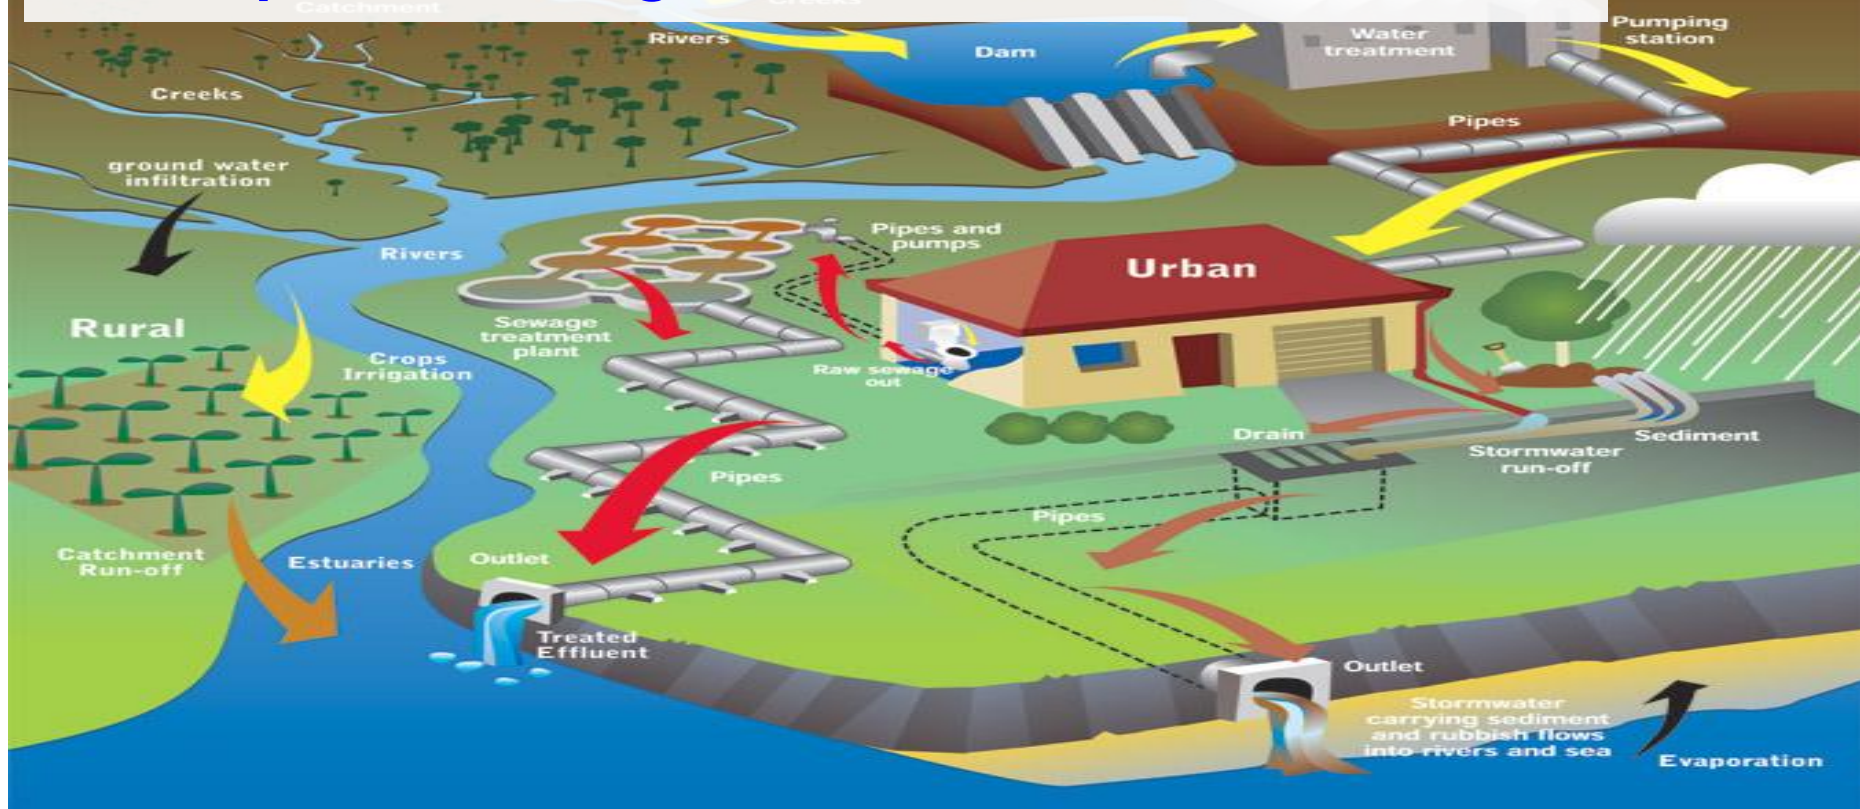 Catchment
Creeks
Rivers
Dam
Water
treatment
Pumping
station
Creeks
Pipes
ground water
infiltration
Rivers
Pipes and
pumps
Urban
Rural
Sewage
treatment
plant
Crops
Irrigation
Raw sewage
out
Drain
Sediment
Stormwater
run-off
Pipes
Pipes
Catchment
Run-off
Estuaries
Outlet
Treated
Effluent
Outlet
Stormwater
carrying sediment
and rubbish flows
into rivers and sea
Evaporation